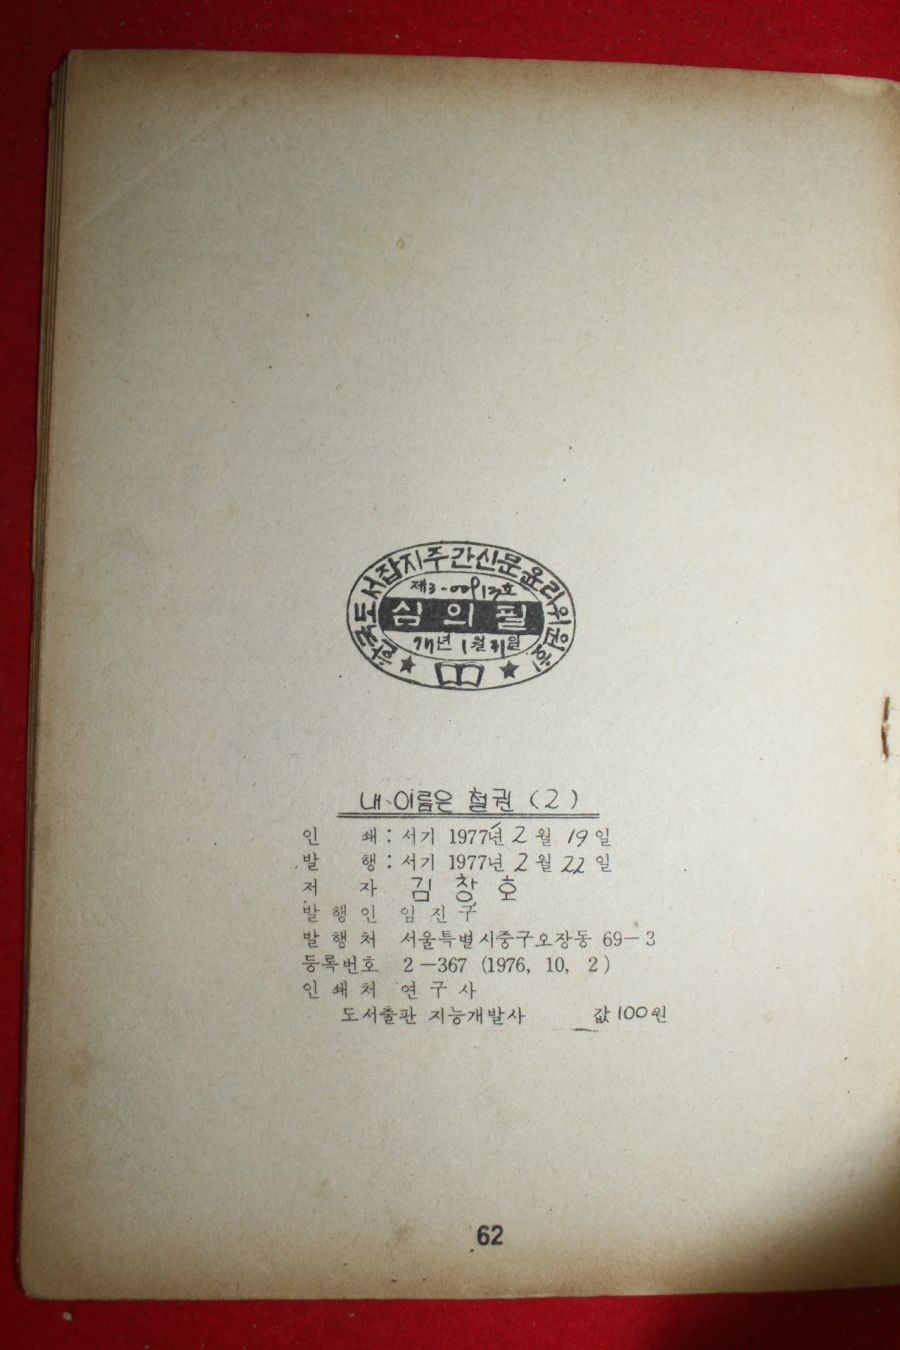 한국도서잡지주간신문윤리위원회
심의필
내 이름은 철권 (2)
인 쇄 : 서기 1977년 2월 19일
발 행 : 서기 1977년 2월 22일
저 자 김 창 호
발행인 임 진 구
발행처 서울특별시중구오장동 69-3
등록번호 2-367 (1976, 10, 2)
인쇄처 연구사
도서출판 지능개발사 값 100원
62